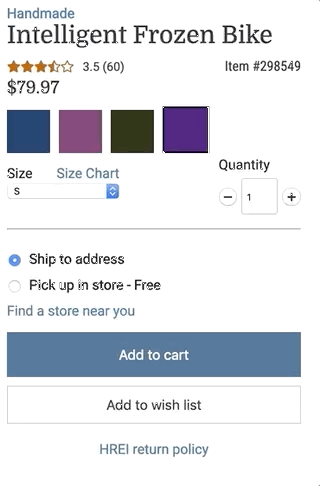 Handmade
Intelligent Frozen Bike
3.5 (60)
Item #298549
$79.97
Size
Size Chart
Quantity
S
1
Ship to address
Pick up in store - Free
Find a store near you
Add to cart
Add to wish list
HREI return policy